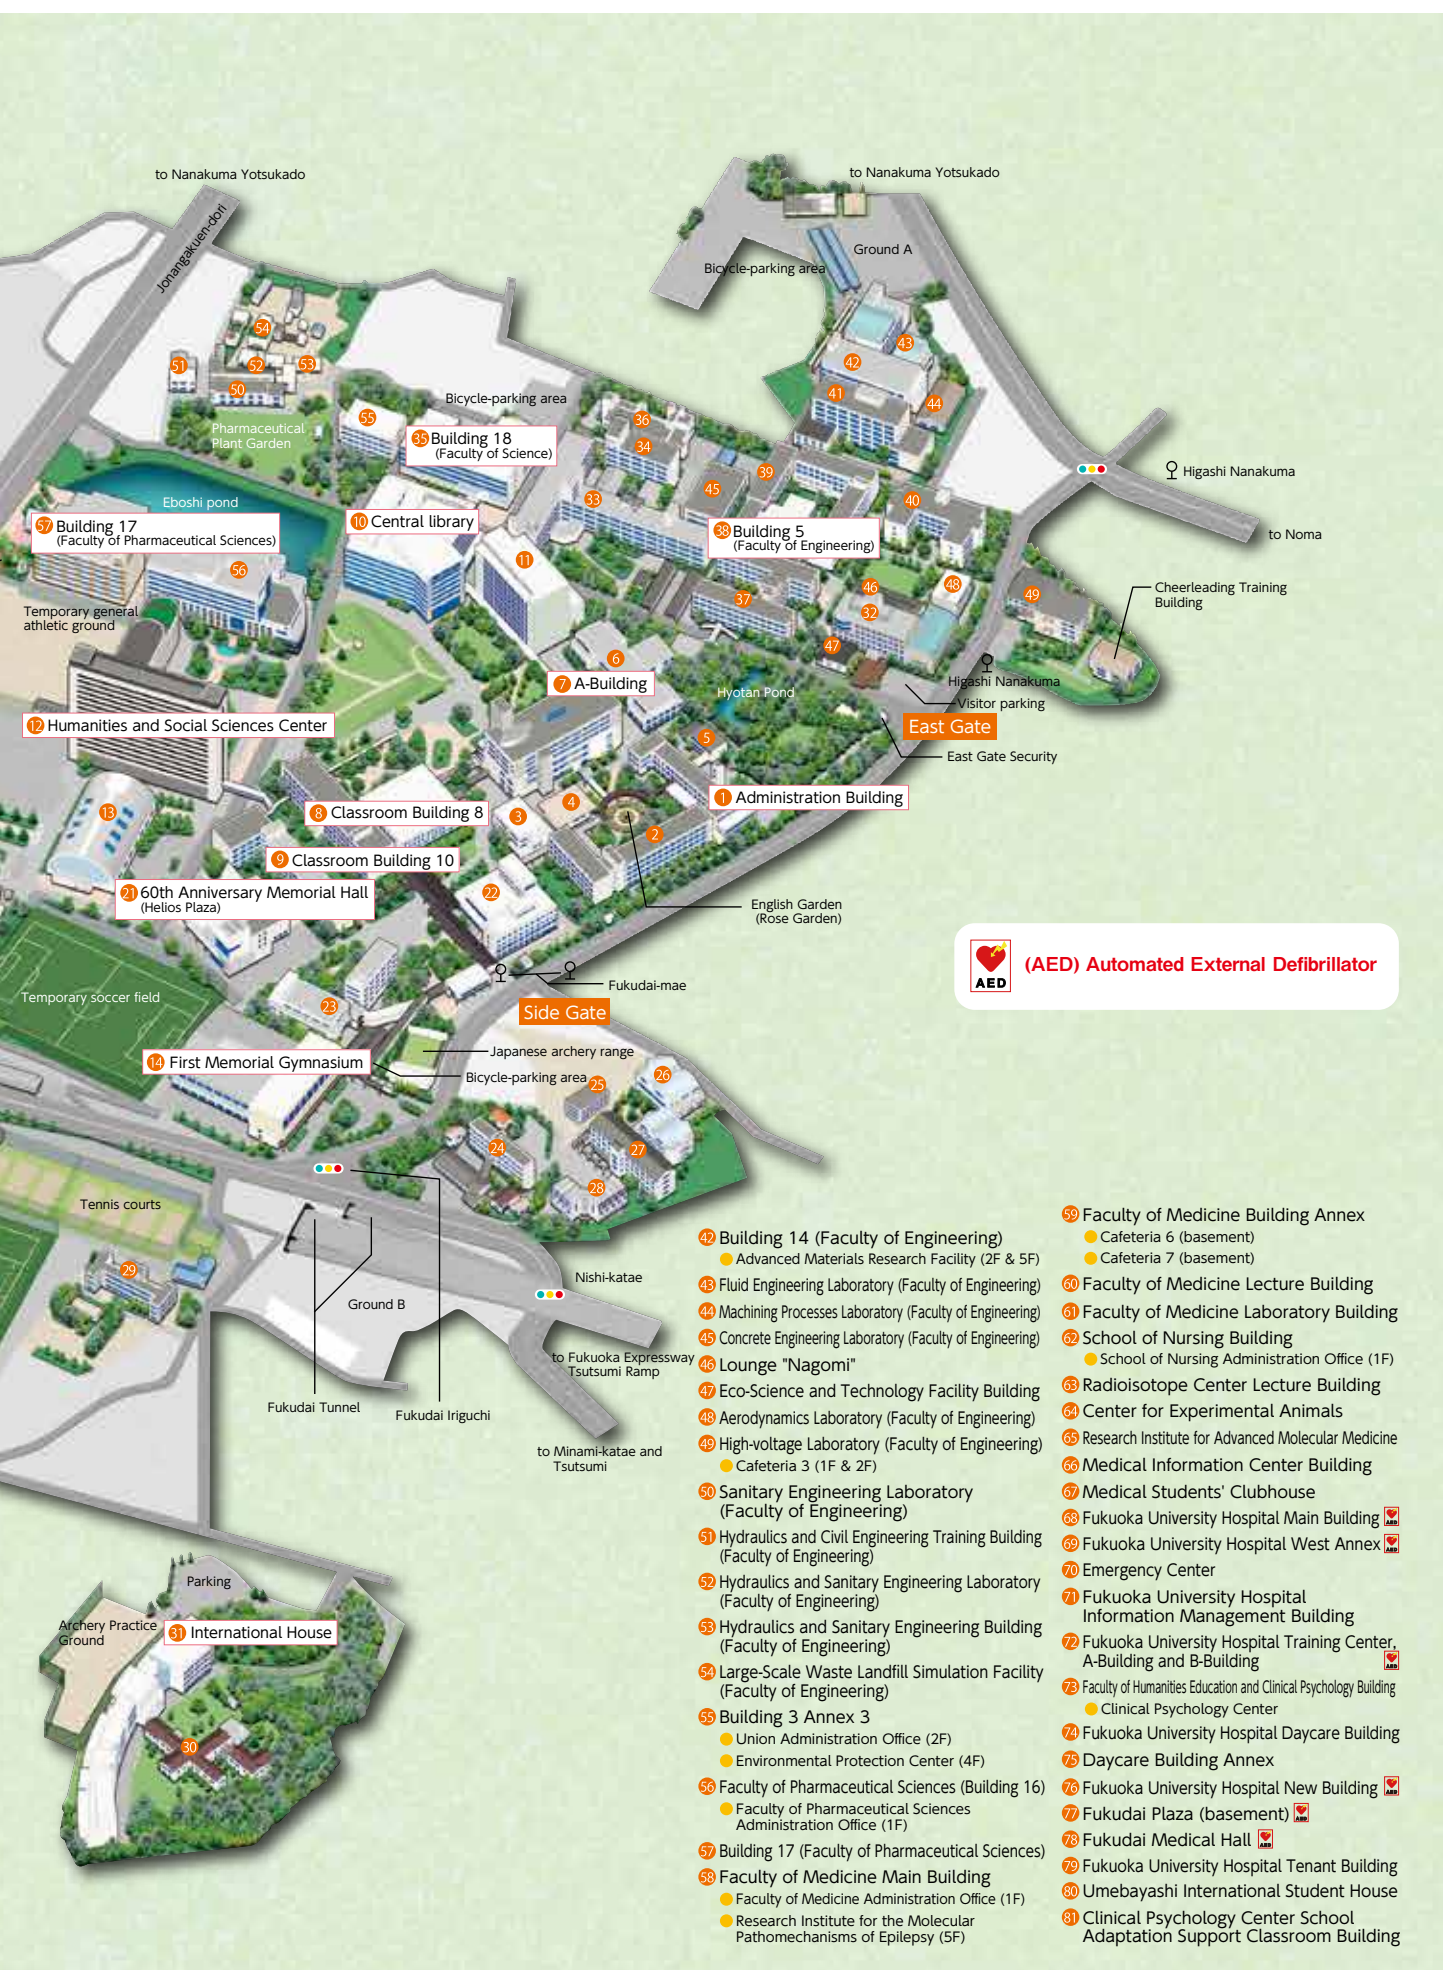 to Nanakuma Yotsukado
to Nanakuma Yotsukado
Jonangakuen-dori
Ground A
Bicycle-parking area
54
51
52
53
50
43
42
41
44
Bicycle-parking area
55
36
34
Pharmaceutical
Plant Garden
35 Building 18
(Faculty of Science)
39
45
Higashi Nanakuma
33
40
Eboshi pond
57 Building 17
(Faculty of Pharmaceutical Sciences)
10 Central library
38 Building 5
(Faculty of Engineering)
to Noma
11
56
46
48
49
Cheerleading Training
Building
37
32
Temporary general
athletic ground
47
6
7 A-Building
Hyotan Pond
Higashi Nanakuma
Visitor parking
12 Humanities and Social Sciences Center
5
East Gate
East Gate Security
1 Administration Building
13
8 Classroom Building 8
3
4
2
9 Classroom Building 10
21 60th Anniversary Memorial Hall
(Helios Plaza)
22
English Garden
(Rose Garden)
AED
(AED) Automated External Defibrillator
Fukudai-mae
Temporary soccer field
23
Side Gate
14 First Memorial Gymnasium
Japanese archery range
Bicycle-parking area
25
26
24
27
28
Tennis courts
29
Nishi-katae
Ground B
to Fukuoka Expressway
Tsutsumi Ramp
Fukudai Tunnel
Fukudai Iriguchi
to Minami-katae and
Tsutsumi
Parking
Archery Practice
Ground
31 International House
30
42 Building 14 (Faculty of Engineering)
Advanced Materials Research Facility (2F & 5F)
43 Fluid Engineering Laboratory (Faculty of Engineering)
44 Machining Processes Laboratory (Faculty of Engineering)
45 Concrete Engineering Laboratory (Faculty of Engineering)
46 Lounge "Nagomi"
47 Eco-Science and Technology Facility Building
48 Aerodynamics Laboratory (Faculty of Engineering)
49 High-voltage Laboratory (Faculty of Engineering)
Cafeteria 3 (1F & 2F)
50 Sanitary Engineering Laboratory
(Faculty of Engineering)
51 Hydraulics and Civil Engineering Training Building
(Faculty of Engineering)
52 Hydraulics and Sanitary Engineering Laboratory
(Faculty of Engineering)
53 Hydraulics and Sanitary Engineering Building
(Faculty of Engineering)
54 Large-Scale Waste Landfill Simulation Facility
(Faculty of Engineering)
55 Building 3 Annex 3
Union Administration Office (2F)
Environmental Protection Center (4F)
56 Faculty of Pharmaceutical Sciences (Building 16)
Faculty of Pharmaceutical Sciences
Administration Office (1F)
57 Building 17 (Faculty of Pharmaceutical Sciences)
58 Faculty of Medicine Main Building
Faculty of Medicine Administration Office (1F)
Research Institute for the Molecular
Pathomechanisms of Epilepsy (5F)
59 Faculty of Medicine Building Annex
Cafeteria 6 (basement)
Cafeteria 7 (basement)
60 Faculty of Medicine Lecture Building
61 Faculty of Medicine Laboratory Building
62 School of Nursing Building
School of Nursing Administration Office (1F)
63 Radioisotope Center Lecture Building
64 Center for Experimental Animals
65 Research Institute for Advanced Molecular Medicine
66 Medical Information Center Building
67 Medical Students' Clubhouse
68 Fukuoka University Hospital Main Building AED
69 Fukuoka University Hospital West Annex AED
70 Emergency Center
71 Fukuoka University Hospital
Information Management Building
72 Fukuoka University Hospital Training Center,
A-Building and B-Building AED
73 Faculty of Humanities Education and Clinical Psychology Building
Clinical Psychology Center
74 Fukuoka University Hospital Daycare Building
75 Daycare Building Annex
76 Fukuoka University Hospital New Building AED
77 Fukudai Plaza (basement) AED
78 Fukudai Medical Hall AED
79 Fukuoka University Hospital Tenant Building
80 Umebayashi International Student House
81 Clinical Psychology Center School
Adaptation Support Classroom Building